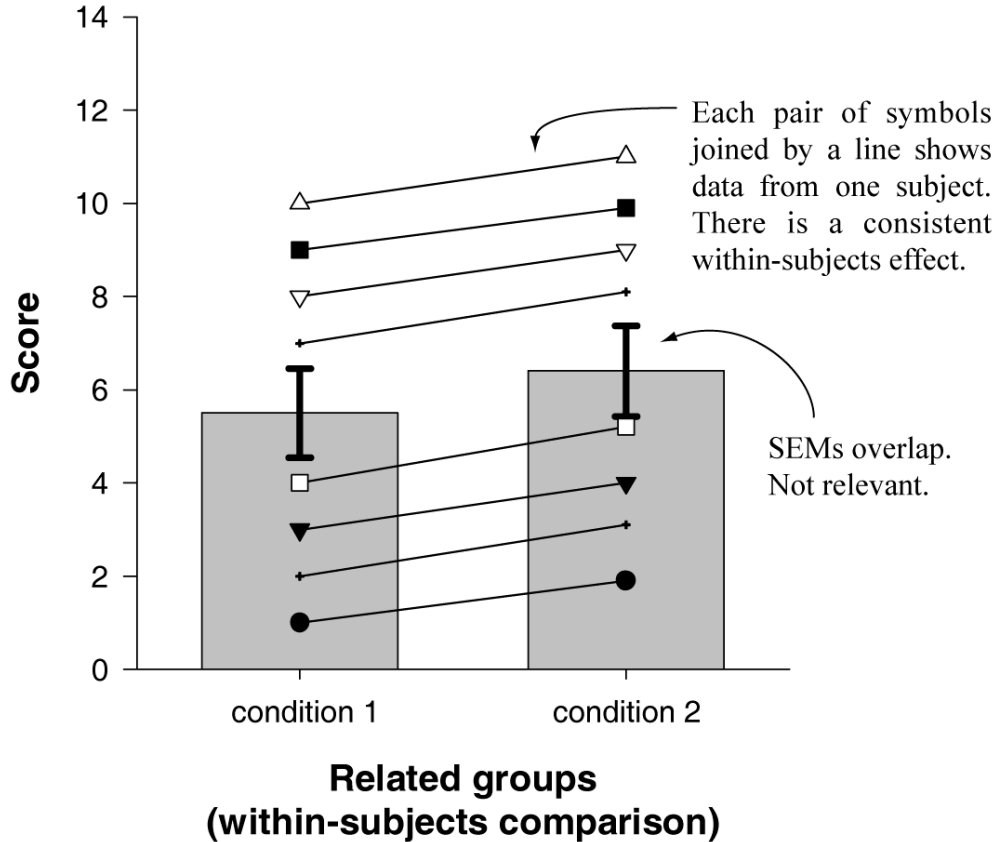 14
12
10
8
6
4
2
0
Score
Each pair of symbols
joined by a line shows
data from one subject.
There is a consistent
within-subjects effect.
SEMs overlap.
Not relevant.
condition 1
condition 2
Related groups
(within-subjects comparison)